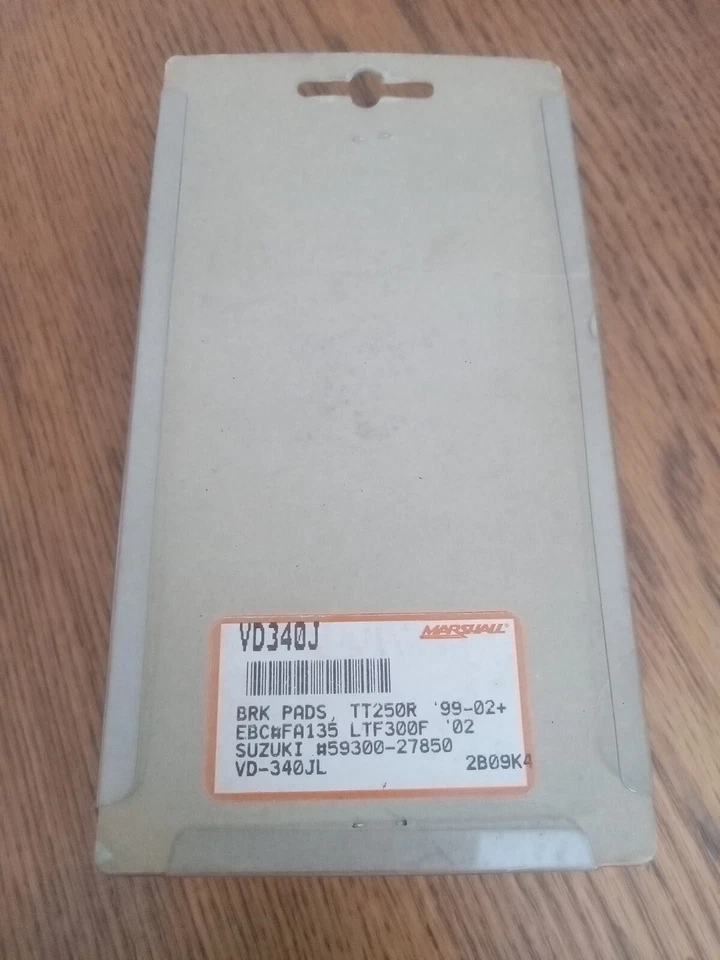 VD340J MARSHALL®
BRK PADS, TT250R '99-02+
EBC#FA135 LTF300F '02
SUZUKI #59300-27850
VD-340JL 2B09K4